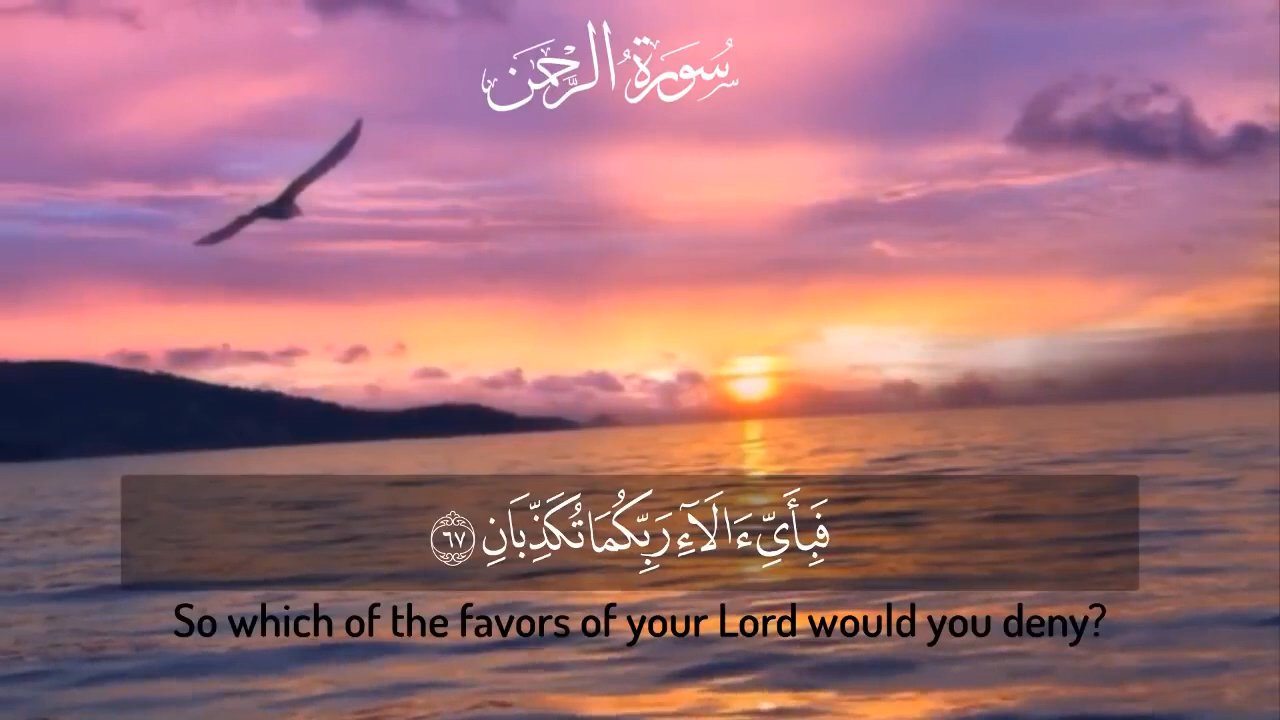 سُورَةُ الرَّحْمَٰن
فَبِأَيِّ ءَالَآءِ رَبِّكُمَا تُكَذِّبَانِ ٦٧
So which of the favors of your Lord would you deny?